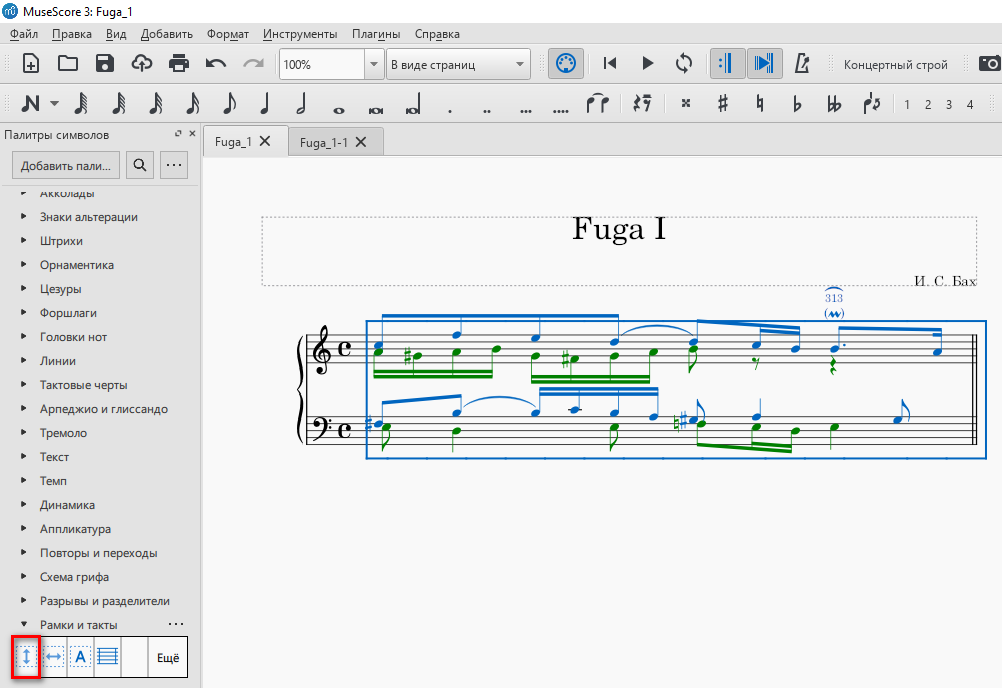 MuseScore 3: Fuga_1
Файл Правка Вид Добавить Формат Инструменты Плагины Справка
100% В виде страниц Концертный строй
1 2 3 4
Палитры символов
Fuga_1 Fuga_1-1
Добавить пали... ...
Акколады
Знаки альтерации
Штрихи
Орнаментика
Цезуры
Форшлаги
Головки нот
Линии
Тактовые черты
Арпеджио и глиссандо
Тремоло
Текст
Темп
Динамика
Аппликатура
Повторы и переходы
Схема грифа
Разрывы и разделители
Рамки и такты ...
A Ещё
Fuga I
И. С. Бах
313